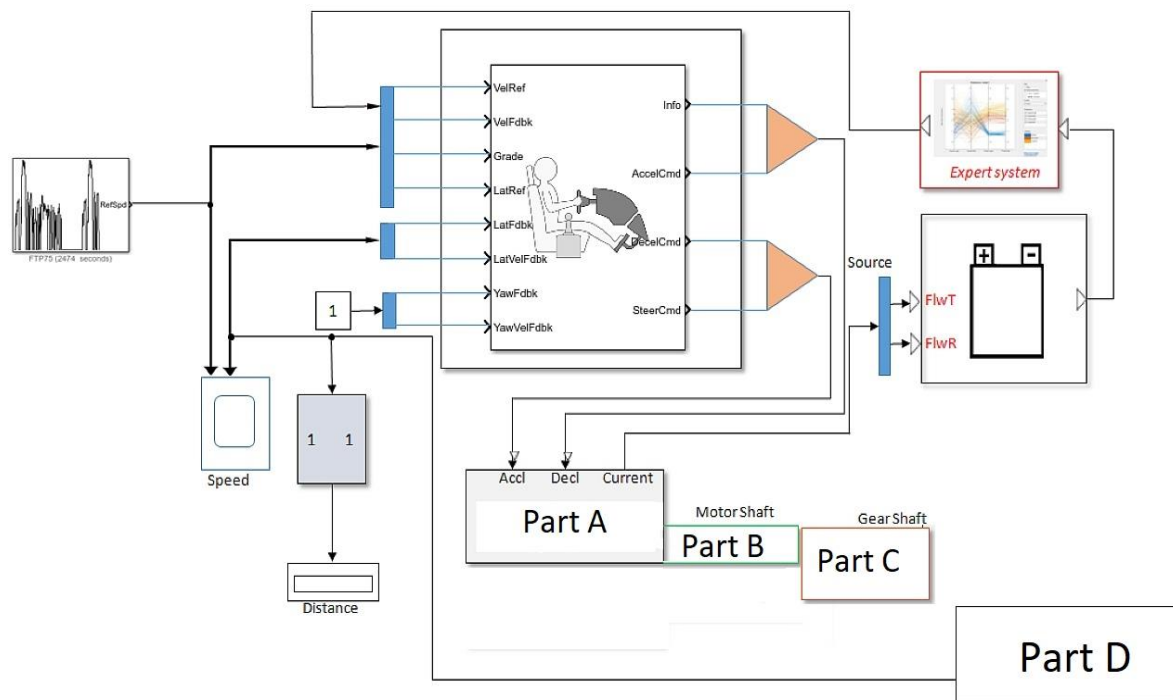 VelRef
VelFdbk
Grade
LatRef
LatFdbk
LatVelFdbk
YawFdbk
YawVelFdbk
Info
AccelCmd
DecelCmd
SteerCmd
RefSpd
FTP75 (2474 seconds)
1
Speed
1 1
Distance
Expert system
Source
+ -
FlwT
FlwR
Accl Decl Current
Part A
Motor Shaft
Part B
Gear Shaft
Part C
Part D